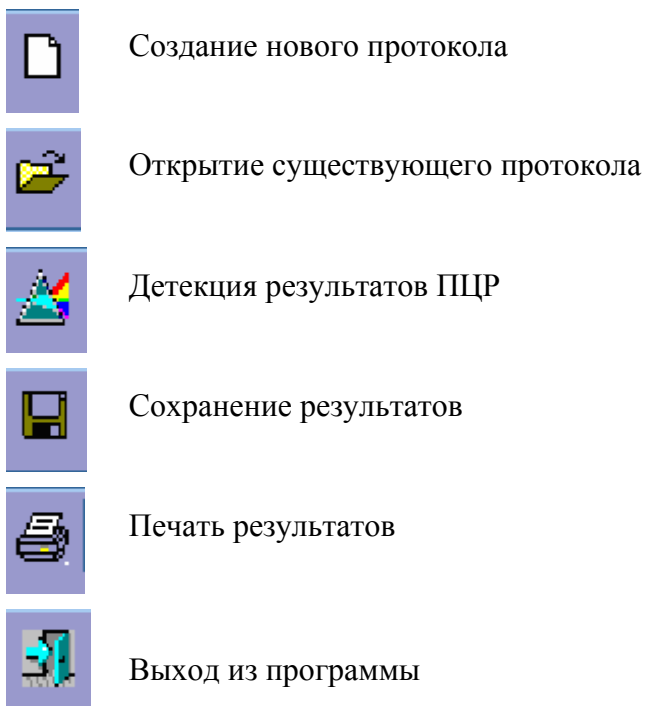 Создание нового протокола
Открытие существующего протокола
Детекция результатов ПЦР
Сохранение результатов
Печать результатов
Выход из программы